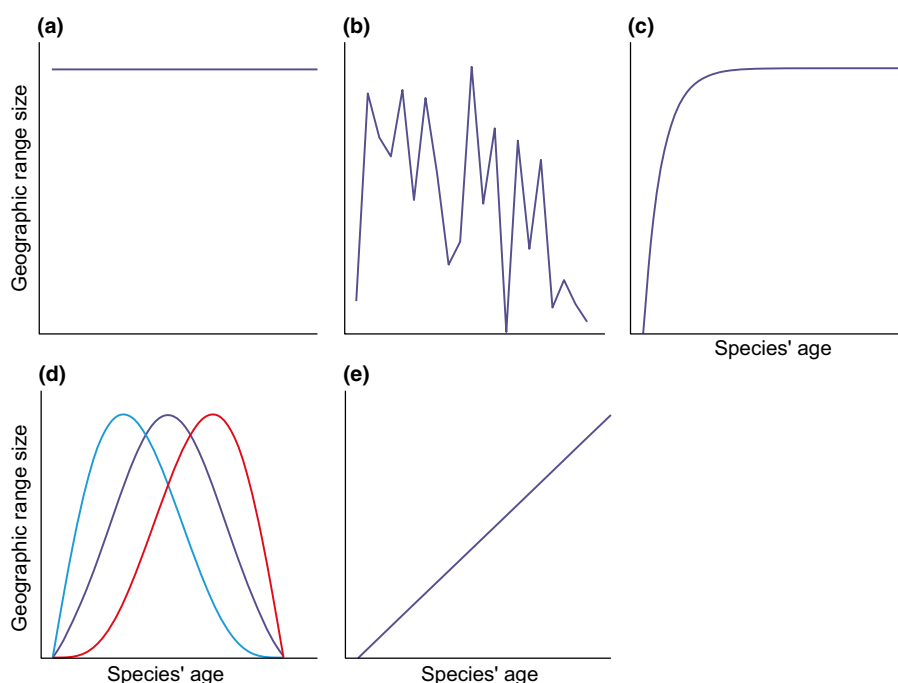 (a)
(b)
(c)
Geographic range size
Species' age
(d)
(e)
Geographic range size
Species' age
Species' age